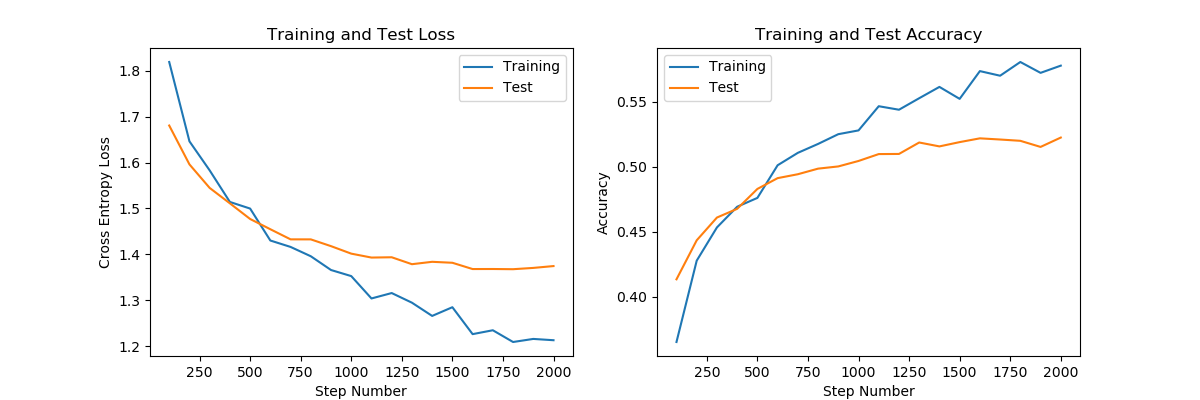 Training and Test Loss
Training
Test
1.8
1.7
1.6
1.5
1.4
1.3
1.2
Cross Entropy Loss
250 500 750 1000 1250 1500 1750 2000
Step Number
Training and Test Accuracy
Training
Test
0.55
0.50
0.45
0.40
Accuracy
250 500 750 1000 1250 1500 1750 2000
Step Number